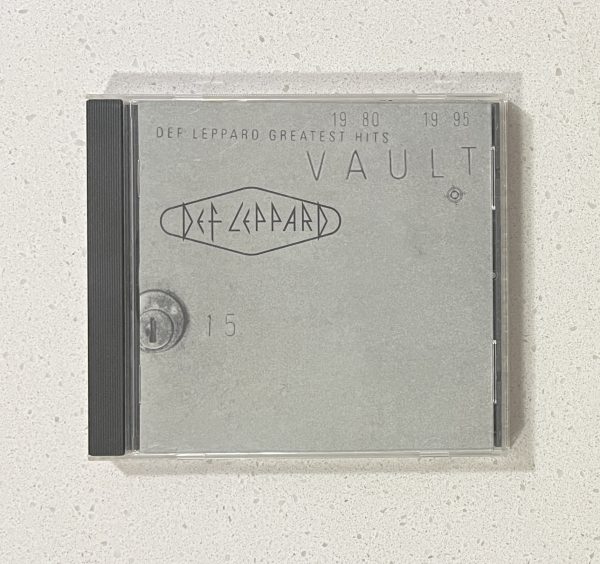 19 80 19 95
DEF LEPPARD GREATEST HITS
VAULT
DEF LEPPARD
15